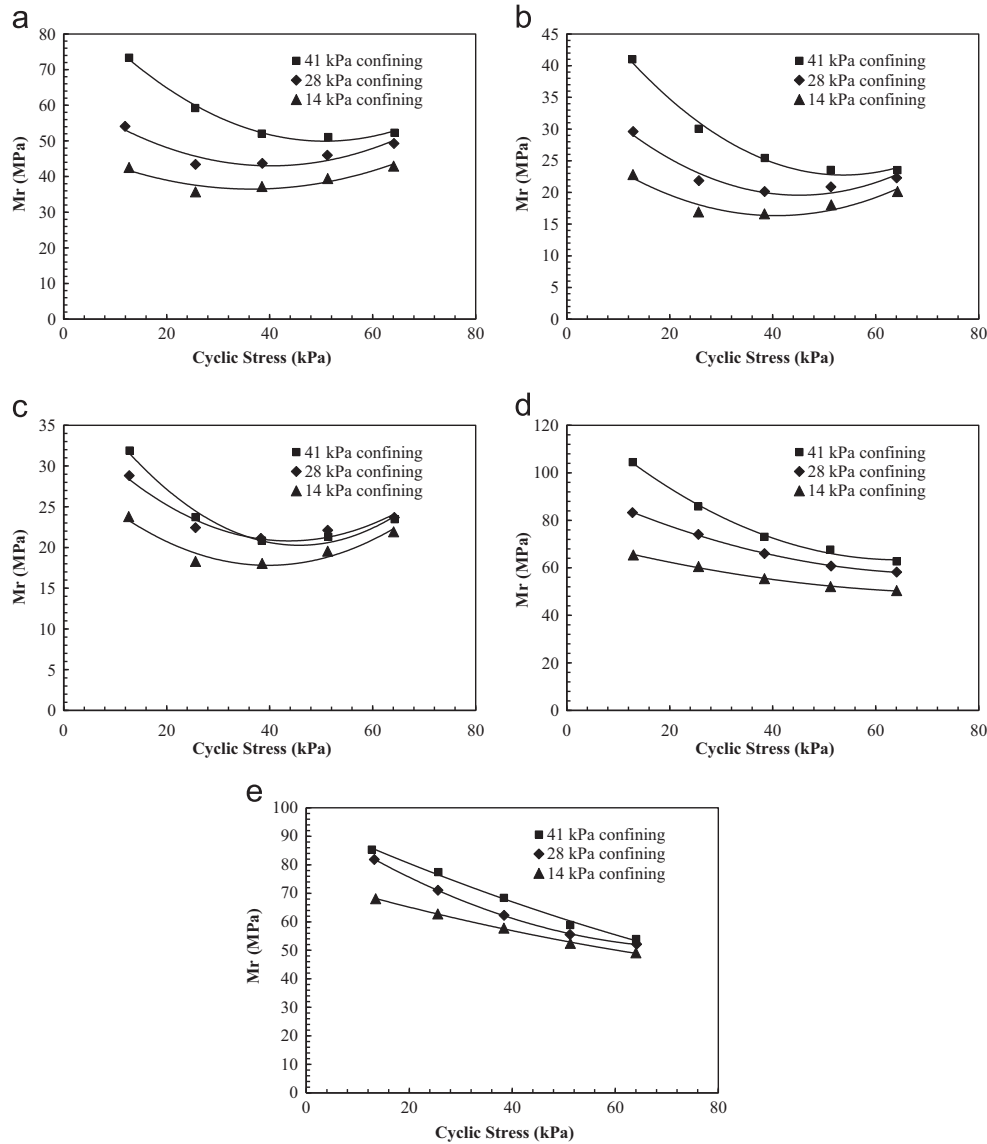 a
80
70
60
50
40
30
20
10
0
0 20 40 60 80
Mr (MPa)
Cyclic Stress (kPa)
41 kPa confining
28 kPa confining
14 kPa confining
b
45
40
35
30
25
20
15
10
5
0
0 20 40 60 80
Mr (MPa)
Cyclic Stress (kPa)
41 kPa confining
28 kPa confining
14 kPa confining
c
35
30
25
20
15
10
5
0
0 20 40 60 80
Mr (MPa)
Cyclic Stress (kPa)
41 kPa confining
28 kPa confining
14 kPa confining
d
120
100
80
60
40
20
0
0 20 40 60 80
Mr (MPa)
Cyclic Stress (kPa)
41 kPa confining
28 kPa confining
14 kPa confining
e
100
90
80
70
60
50
40
30
20
10
0
0 20 40 60 80
Mr (MPa)
Cyclic Stress (kPa)
41 kPa confining
28 kPa confining
14 kPa confining